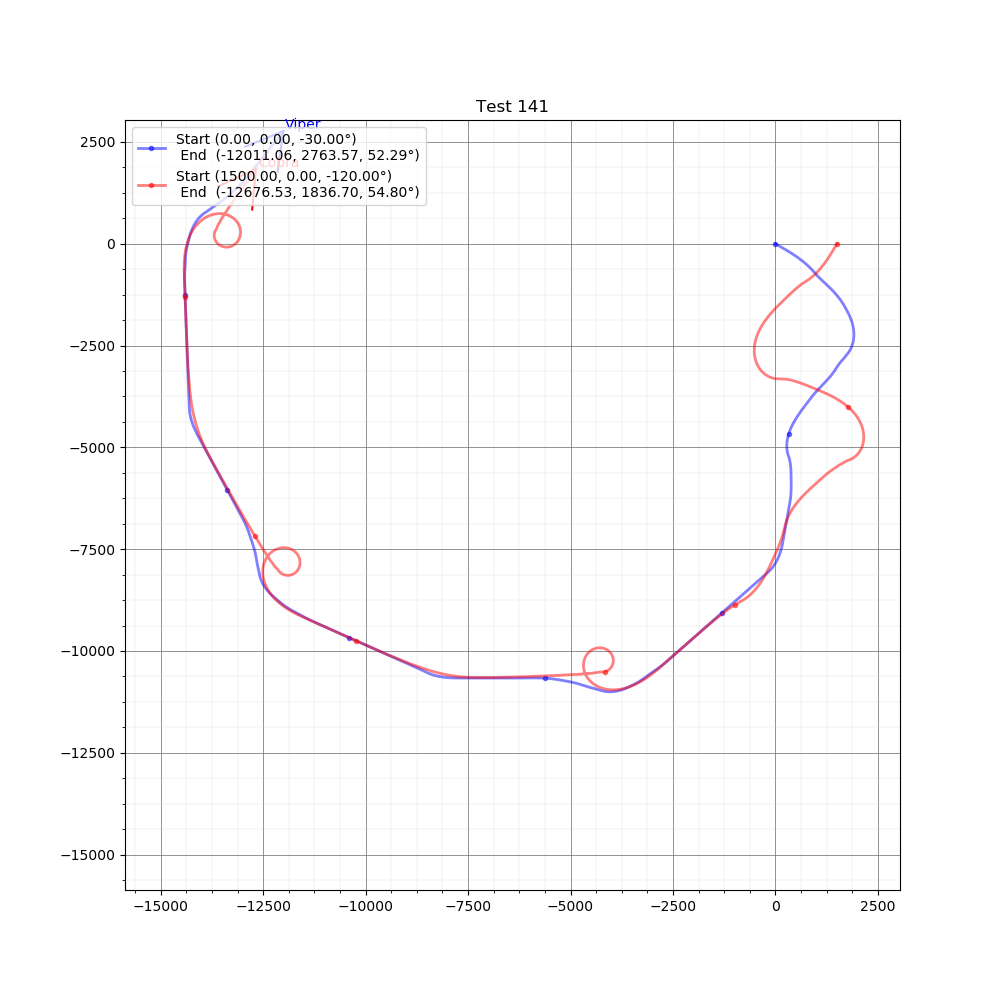 Test 141
Viper
Start (0.00, 0.00, -30.00°)
End (-12011.06, 2763.57, 52.29°)
Cobra
Start (1500.00, 0.00, -120.00°)
End (-12676.53, 1836.70, 54.80°)
2500
0
−2500
−5000
−7500
−10000
−12500
−15000
−15000
−12500
−10000
−7500
−5000
−2500
0
2500